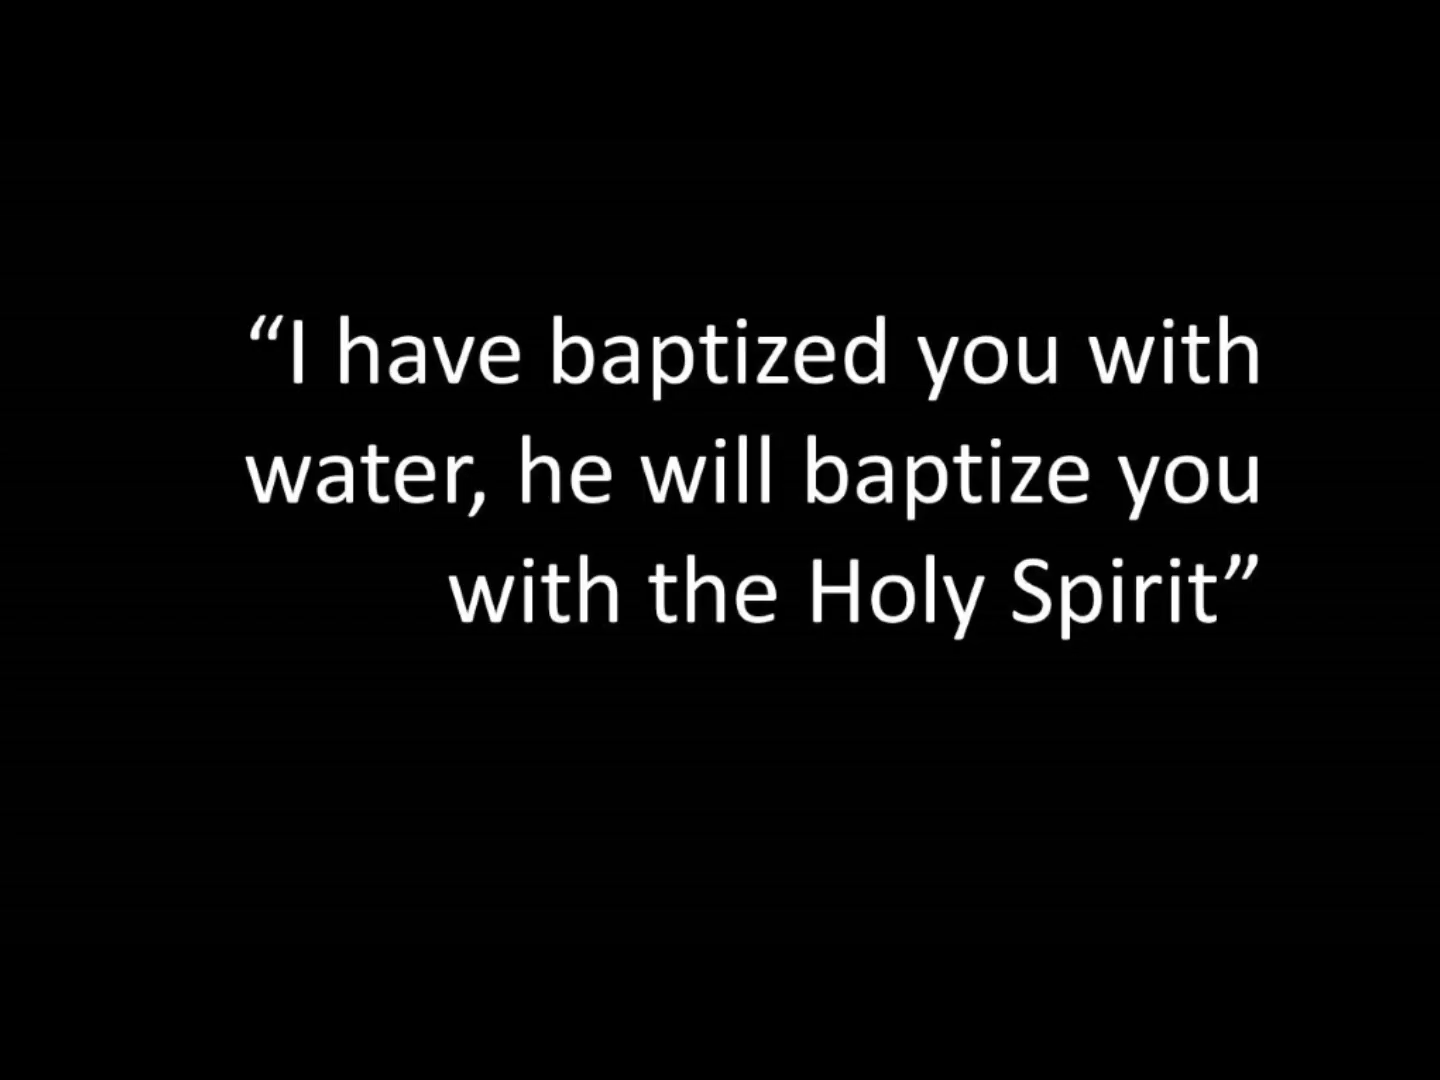 “I have baptized you with
water, he will baptize you
with the Holy Spirit”